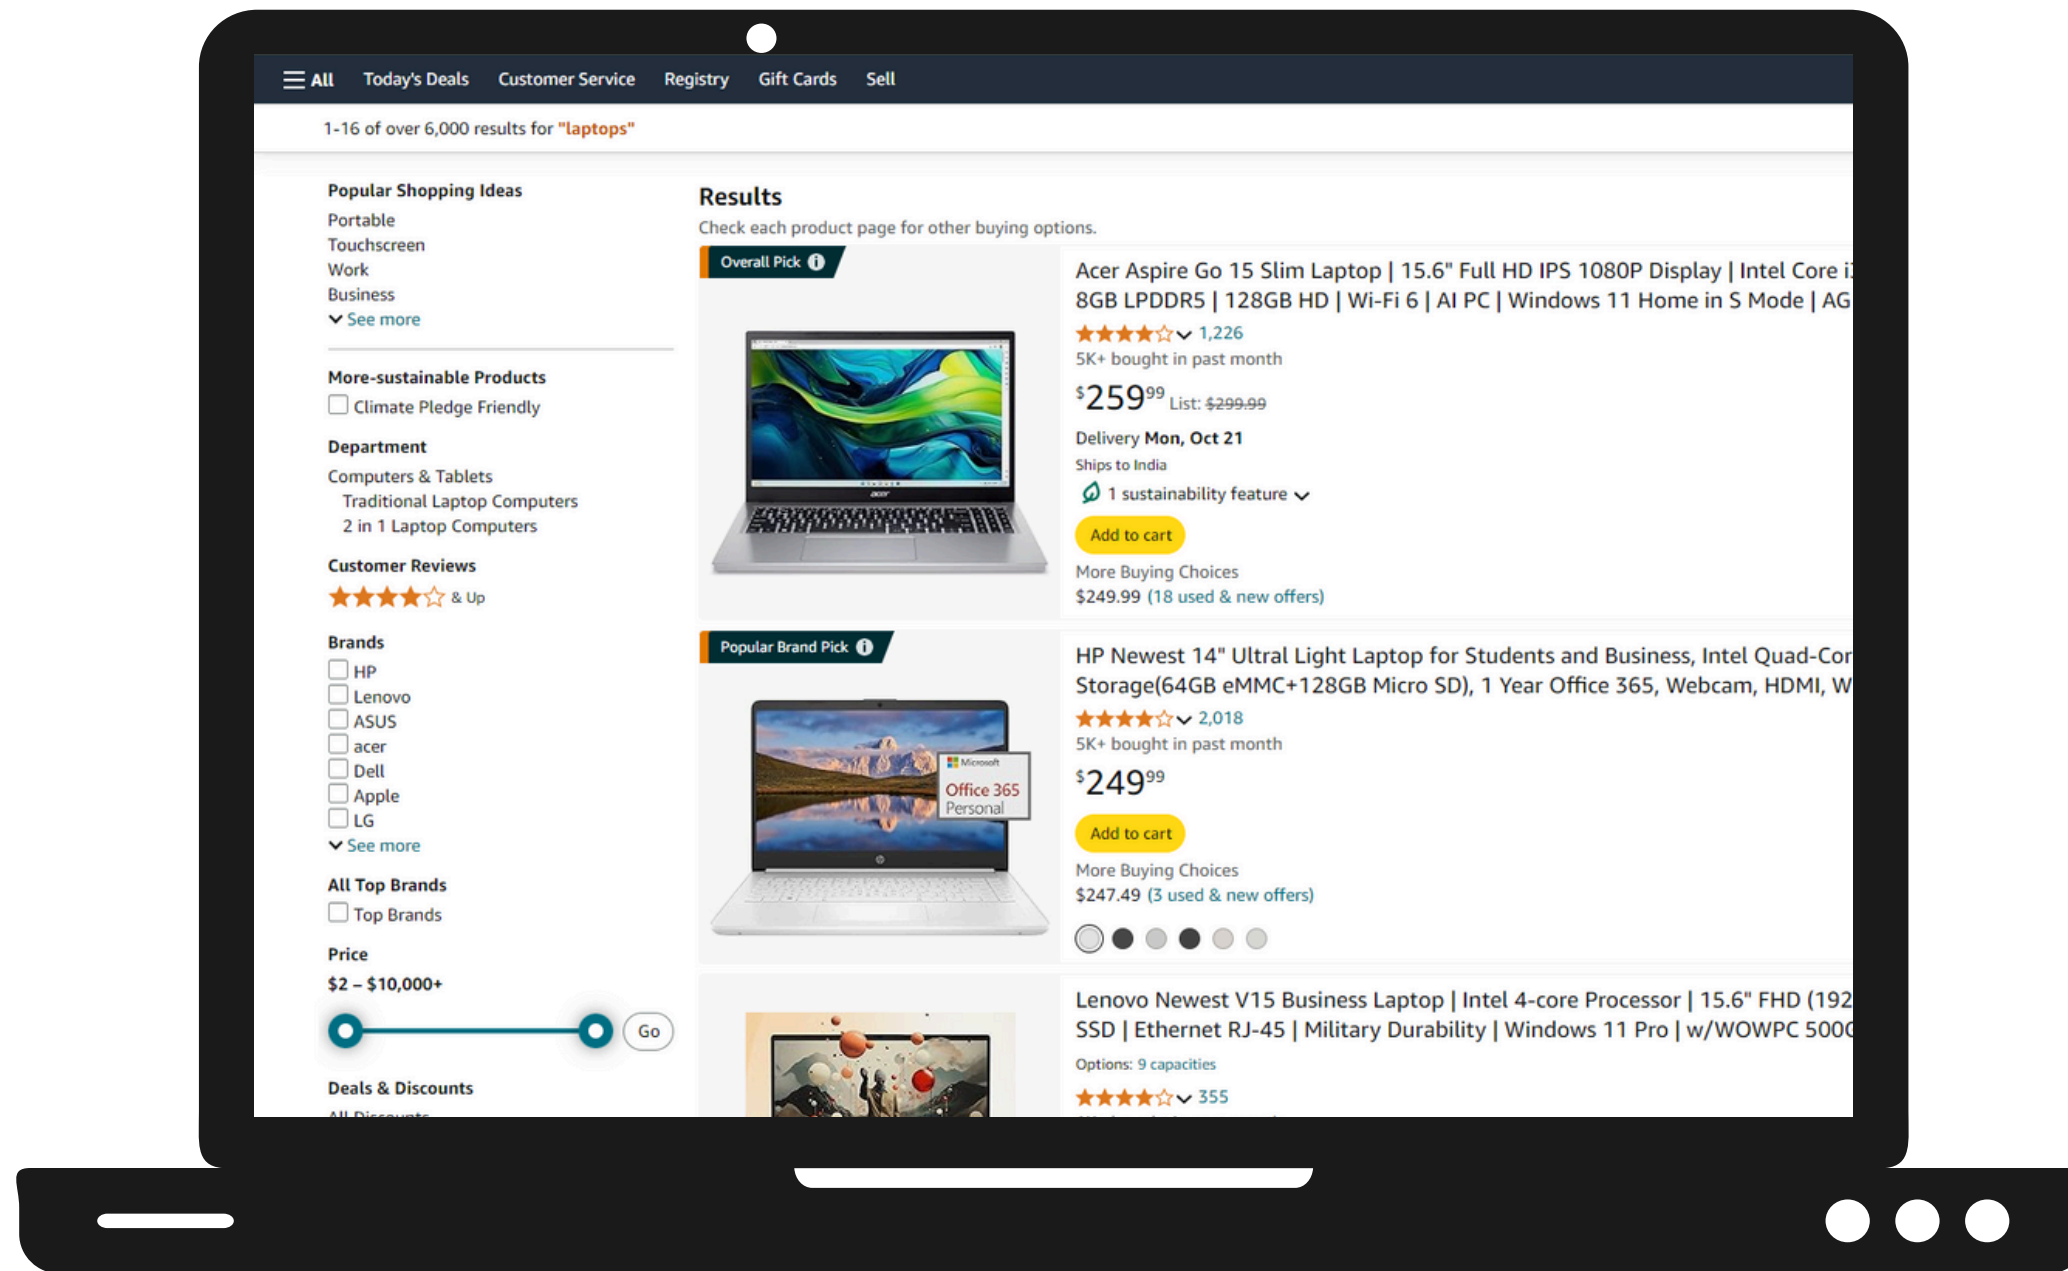 All Today's Deals Customer Service Registry Gift Cards Sell
1-16 of over 6,000 results for "laptops"
Popular Shopping Ideas
Portable
Touchscreen
Work
Business
See more
More-sustainable Products
Climate Pledge Friendly
Department
Computers & Tablets
Traditional Laptop Computers
2 in 1 Laptop Computers
Customer Reviews
& Up
Brands
HP
Lenovo
ASUS
acer
Dell
Apple
LG
See more
All Top Brands
Top Brands
Price
$2 – $10,000+
Go
Deals & Discounts
All Discounts
Results
Check each product page for other buying options.
Overall Pick
acer
Acer Aspire Go 15 Slim Laptop | 15.6" Full HD IPS 1080P Display | Intel Core
8GB LPDDR5 | 128GB HD | Wi-Fi 6 | AI PC | Windows 11 Home in S Mode | AG
1,226
5K+ bought in past month
$259.99 List: $299.99
Delivery Mon, Oct 21
Ships to India
1 sustainability feature
Add to cart
More Buying Choices
$249.99 (18 used & new offers)
Popular Brand Pick
Microsoft
Office 365
Personal
hp
HP Newest 14" Ultral Light Laptop for Students and Business, Intel Quad-Cor
Storage(64GB eMMC+128GB Micro SD), 1 Year Office 365, Webcam, HDMI, W
2,018
5K+ bought in past month
$249.99
Add to cart
More Buying Choices
$247.49 (3 used & new offers)
Lenovo Newest V15 Business Laptop | Intel 4-core Processor | 15.6" FHD (192
SSD | Ethernet RJ-45 | Military Durability | Windows 11 Pro | w/WOWPC 500G
Options: 9 capacities
355